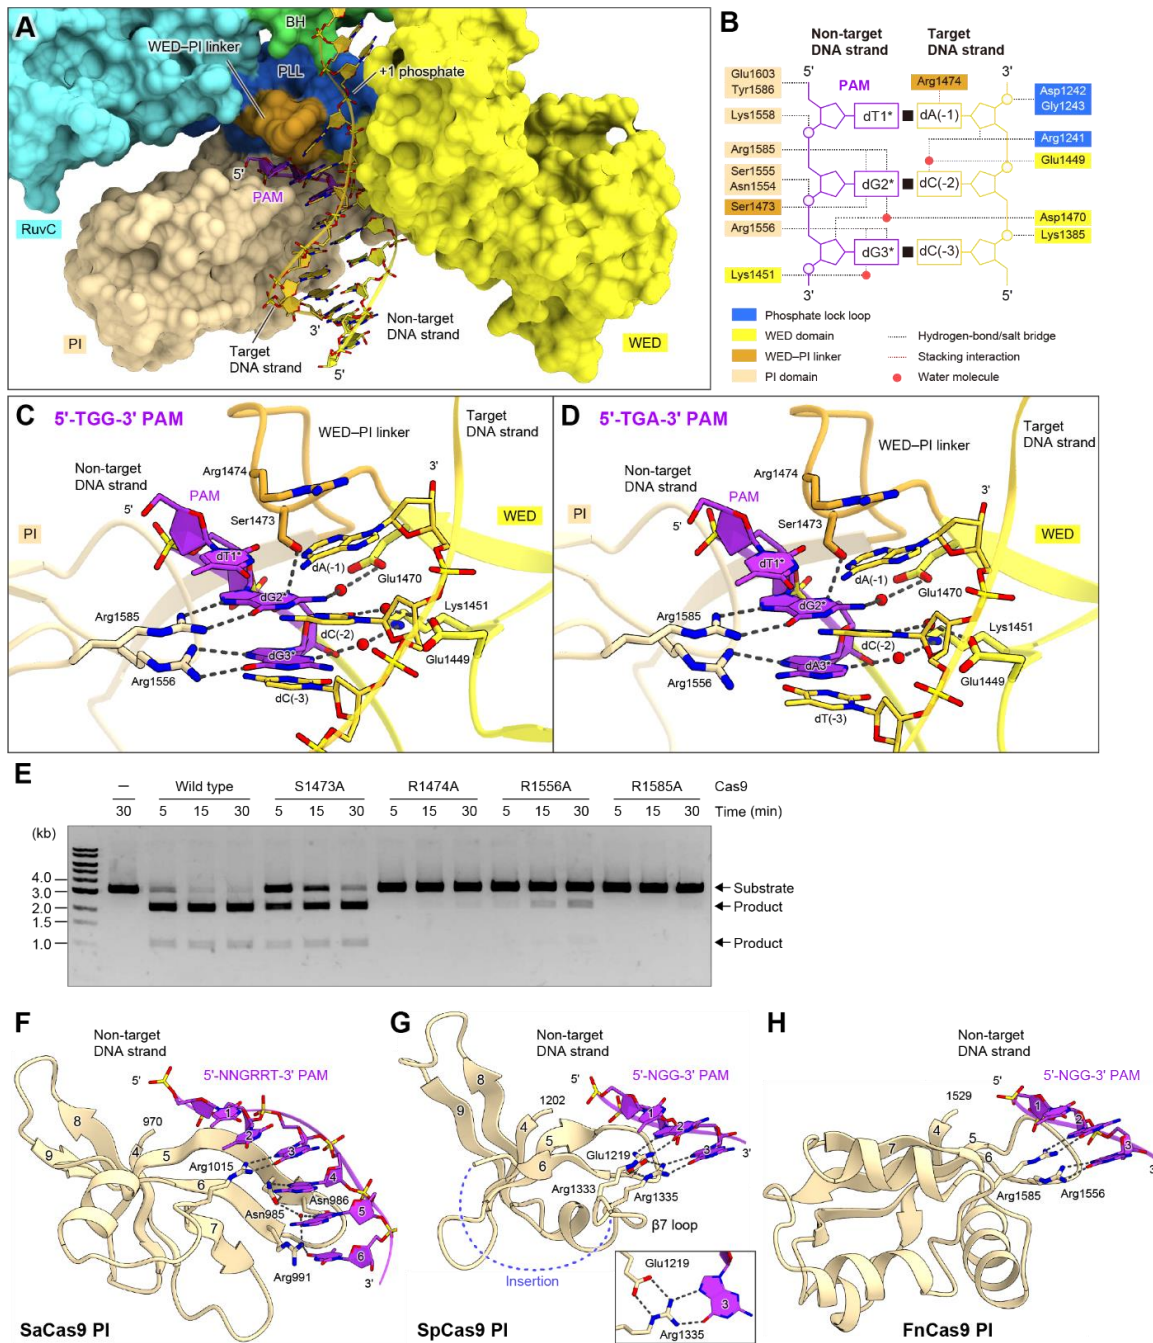 A
BH
WED–PI linker
PLL
+1 phosphate
5'
PAM
RuvC
3'
Non-target
DNA strand
PI
Target
DNA strand
5'
WED
B
Non-target
DNA strand
Target
DNA strand
5'
3'
Glu1603
Tyr1586
PAM
Arg1474
Asp1242
Gly1243
Lys1558
dT1*
dA(-1)
Arg1241
Arg1585
Glu1449
Ser1555
Asn1554
dG2*
dC(-2)
Ser1473
Asp1470
Arg1556
Lys1385
dG3*
dC(-3)
Lys1451
3'
5'
Phosphate lock loop
WED domain
WED–PI linker
PI domain
Hydrogen-bond/salt bridge
Stacking interaction
Water molecule
C
5'-TGG-3' PAM
Target
DNA strand
WED–PI linker
Non-target
DNA strand
Arg1474
3'
PAM
5'
Ser1473
WED
PI
dT1*
dA(-1)
Glu1470
Arg1585
dG2*
Lys1451
dC(-2)
dG3*
Glu1449
Arg1556
dC(-3)
D
5'-TGA-3' PAM
Target
DNA strand
WED–PI linker
Non-target
DNA strand
Arg1474
3'
PAM
5'
Ser1473
WED
PI
dT1*
dA(-1)
Glu1470
Arg1585
dG2*
Lys1451
dC(-2)
dA3*
Glu1449
Arg1556
dT(-3)
E
– Wild type S1473A R1474A R1556A R1585A Cas9
30 5 15 30 5 15 30 5 15 30 5 15 30 5 15 30 Time (min)
(kb)
4.0
3.0
2.0
1.5
1.0
Substrate
Product
Product
F
Non-target
DNA strand
5'
5'-NNGRRT-3' PAM
8
970
1
2
9
4
5
3
Arg1015
6
4
Asn986
Asn985
5
7
6
Arg991
3'
SaCas9 PI
G
Non-target
DNA strand
5'-NGG-3' PAM
8
1202
9
4
1
5
2
Glu1219
6
3
3'
Arg1333
Arg1335
β7 loop
Insertion
Glu1219
3
Arg1335
SpCas9 PI
H
Non-target
DNA strand
5'
5'-NGG-3' PAM
1529
1
4
2
5
7
6
3
3'
Arg1585
Arg1556
FnCas9 PI